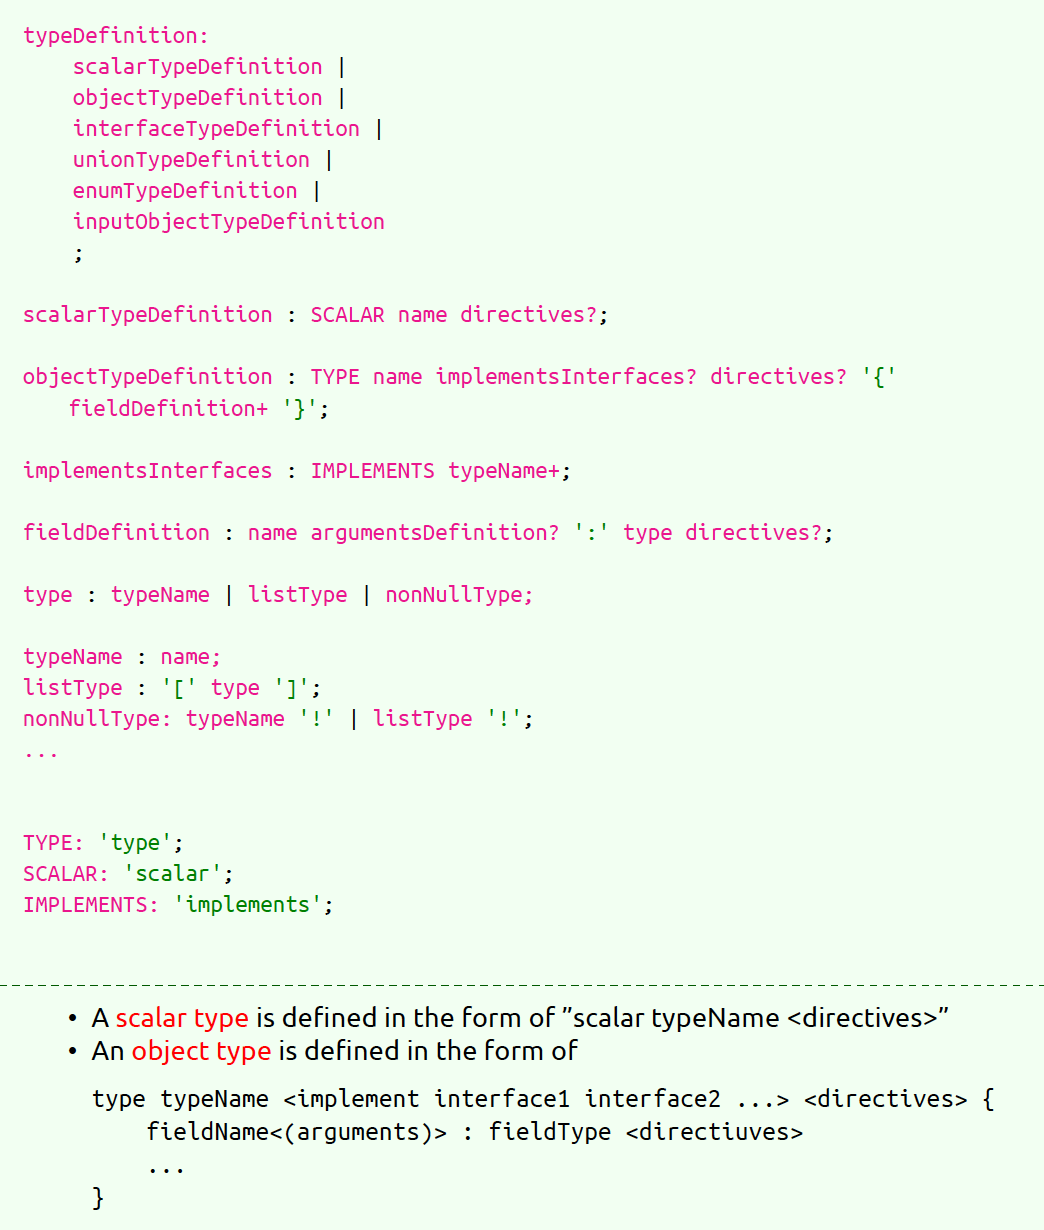 typeDefinition:
scalarTypeDefinition |
objectTypeDefinition |
interfaceTypeDefinition |
unionTypeDefinition |
enumTypeDefinition |
inputObjectTypeDefinition
;
scalarTypeDefinition : SCALAR name directives?;
objectTypeDefinition : TYPE name implementsInterfaces? directives? '{'
fieldDefinition+ '}';
implementsInterfaces : IMPLEMENTS typeName+;
fieldDefinition : name argumentsDefinition? ':' type directives?;
type : typeName | listType | nonNullType;
typeName : name;
listType : '[' type ']';
nonNullType: typeName '!' | listType '!';
...
TYPE: 'type';
SCALAR: 'scalar';
IMPLEMENTS: 'implements';
• A scalar type is defined in the form of ”scalar typeName <directives>”
• An object type is defined in the form of
type typeName <implement interface1 interface2 ...> <directives> {
fieldName<(arguments)> : fieldType <directiuves>
...
}